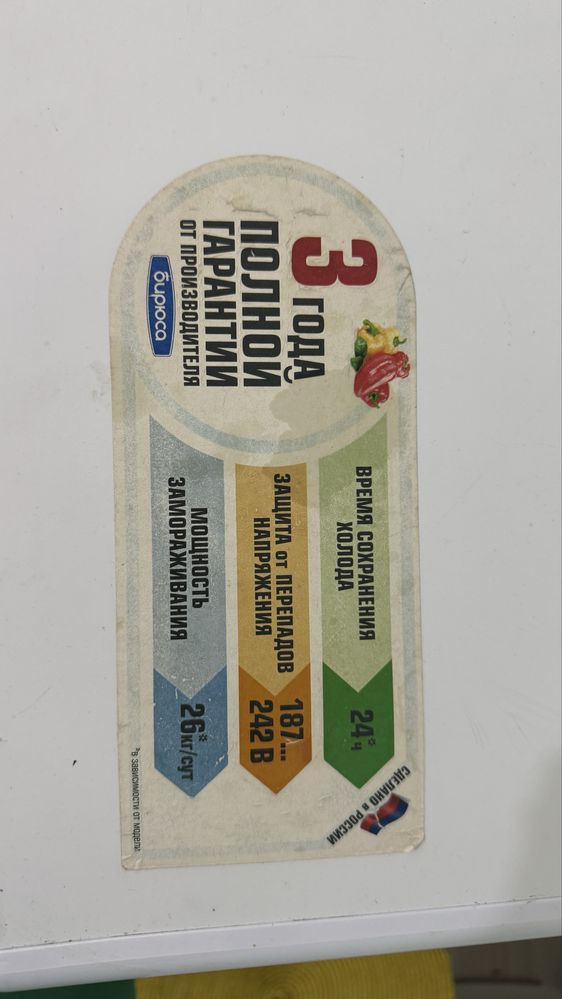 3 ГОДА
ПОЛНОЙ
ГАРАНТИИ
ОТ ПРОИЗВОДИТЕЛЯ
бирюса
ВРЕМЯ СОХРАНЕНИЯ
ХОЛОДА
24*ч
ЗАЩИТА от ПЕРЕПАДОВ
НАПРЯЖЕНИЯ
187...
242 В
МОЩНОСТЬ
ЗАМОРАЖИВАНИЯ
26*кг/сут
СДЕЛАНО в РОССИИ
*в зависимости от модели